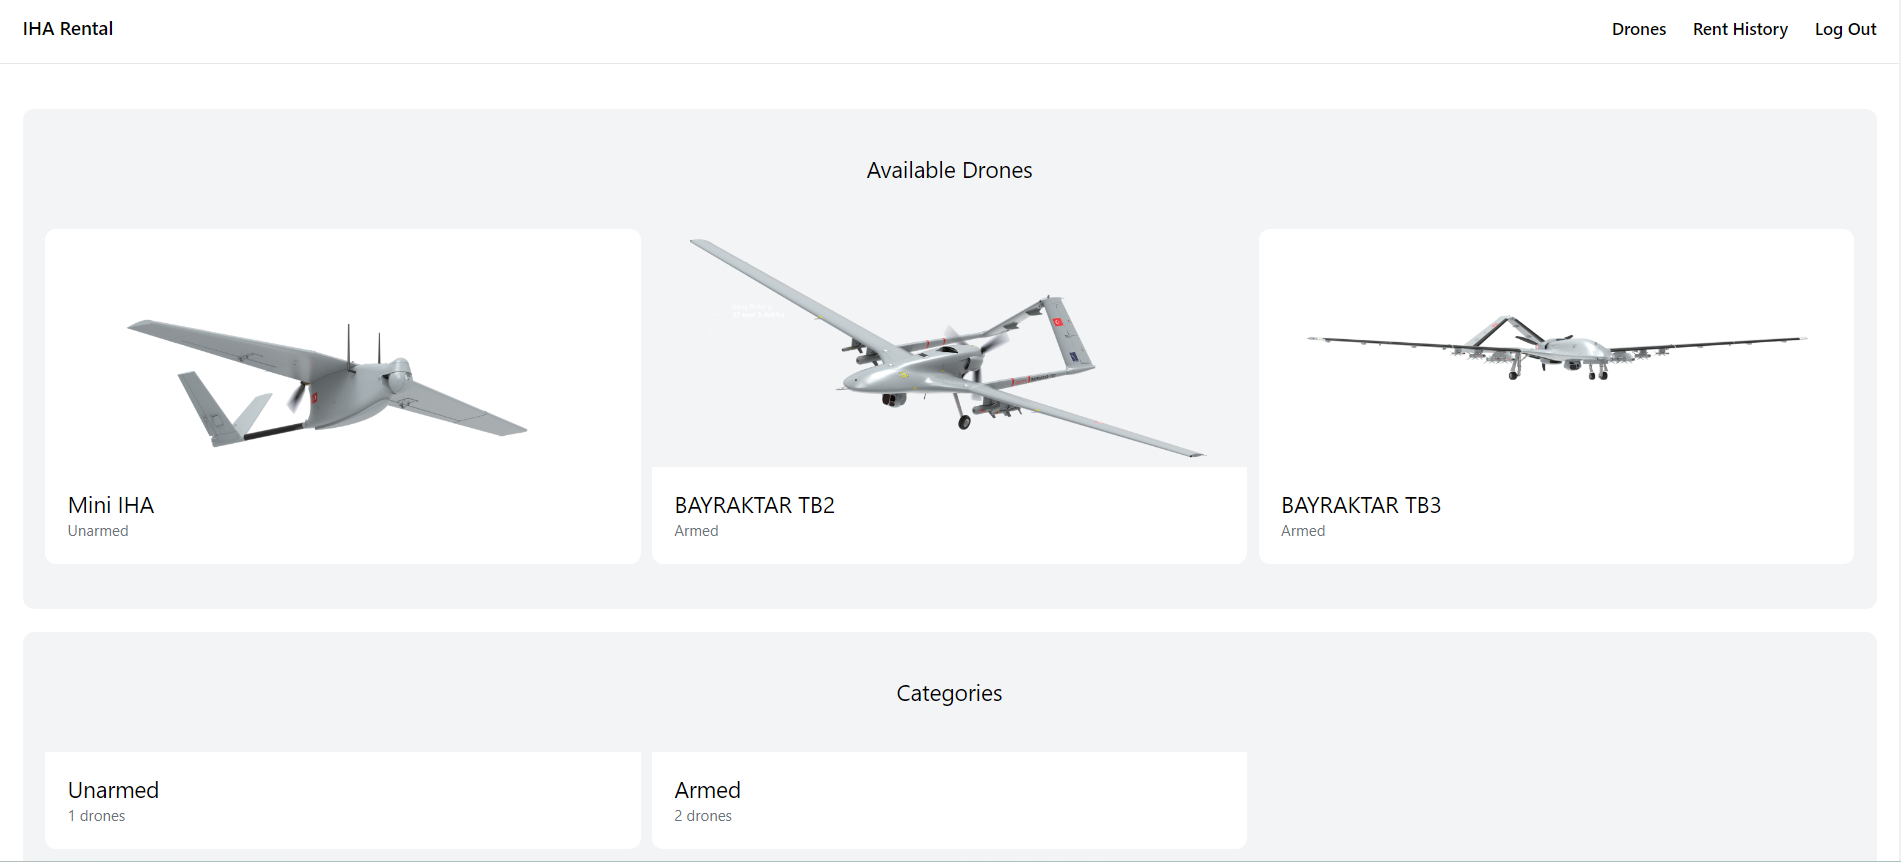 IHA Rental
Drones
Rent History
Log Out
Available Drones
Mini IHA
Unarmed
BAYRAKTAR TB2
Armed
BAYRAKTAR TB3
Armed
Categories
Unarmed
1 drones
Armed
2 drones